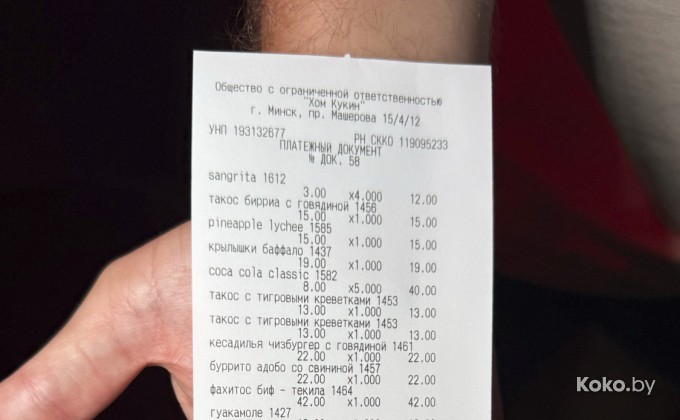 Общество с ограниченной ответственностью
"Хом Кукин"
г. Минск, пр. Машерова 15/4/12
УНП 193132677 РН СККО 119095233
ПЛАТЕЖНЫЙ ДОКУМЕНТ
№ ДОК. 58
sangrita 1612
3.00 x4.000 12.00
такос бирриа с говядиной 1456
15.00 x1.000 15.00
pineapple lychee 1585
15.00 x1.000 15.00
крылышки баффало 1437
19.00 x1.000 19.00
coca cola classic 1582
8.00 x5.000 40.00
такос с тигровыми креветками 1453
13.00 x1.000 13.00
такос с тигровыми креветками 1453
13.00 x1.000 13.00
кесадилья чизбургер с говядиной 1461
22.00 x1.000 22.00
буррито адобо со свининой 1457
22.00 x1.000 22.00
фахитос биф - текила 1464
42.00 x1.000 42.00
гуакамоле 1427
Koko.by